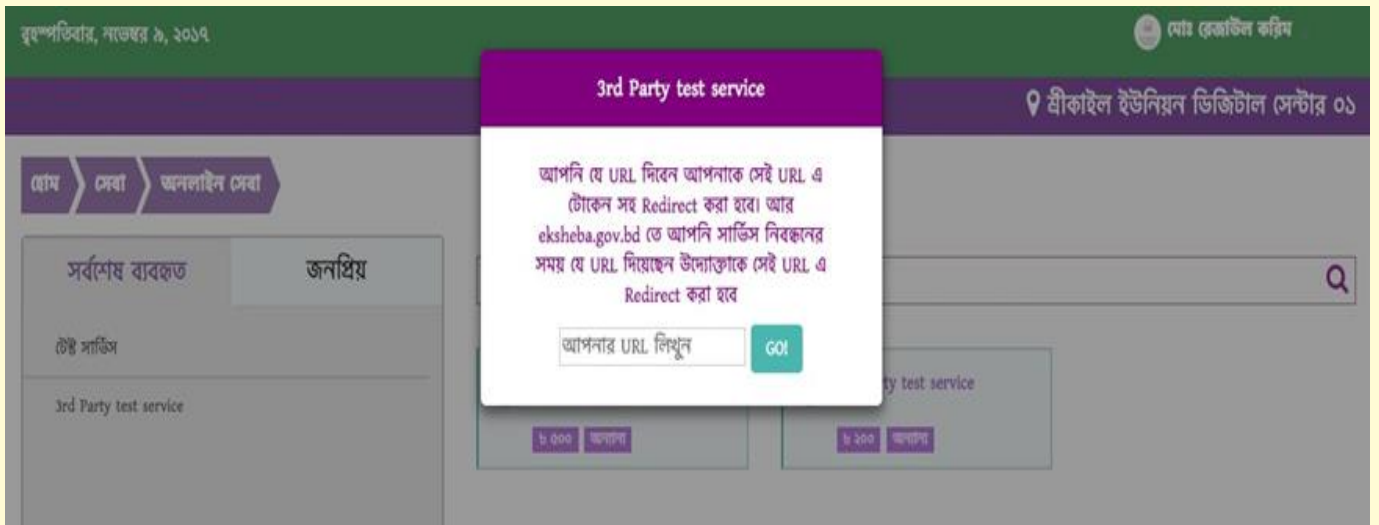 বৃহস্পতিবার, নভেম্বর ৯, ২০১৭
মোঃ রেজাউল করিম
শ্রীকাইল ইউনিয়ন ডিজিটাল সেন্টার ০১
হোম
সেবা
অনলাইন সেবা
সর্বশেষ ব্যবহৃত
জনপ্রিয়
টেস্ট সার্ভিস
3rd Party test service
3rd Party test service
আপনি যে URL দিবেন আপনাকে সেই URL এ
টোকেন সহ Redirect করা হবে। আর
eksheba.gov.bd তে আপনি সার্ভিস নিবন্ধনের
সময় যে URL দিয়েছেন উদ্যোক্তাকে সেই URL এ
Redirect করা হবে
আপনার URL লিখুন
GO!
ty test service
৳ ৫০০ অন্যান্য
৳ ২০০ অন্যান্য